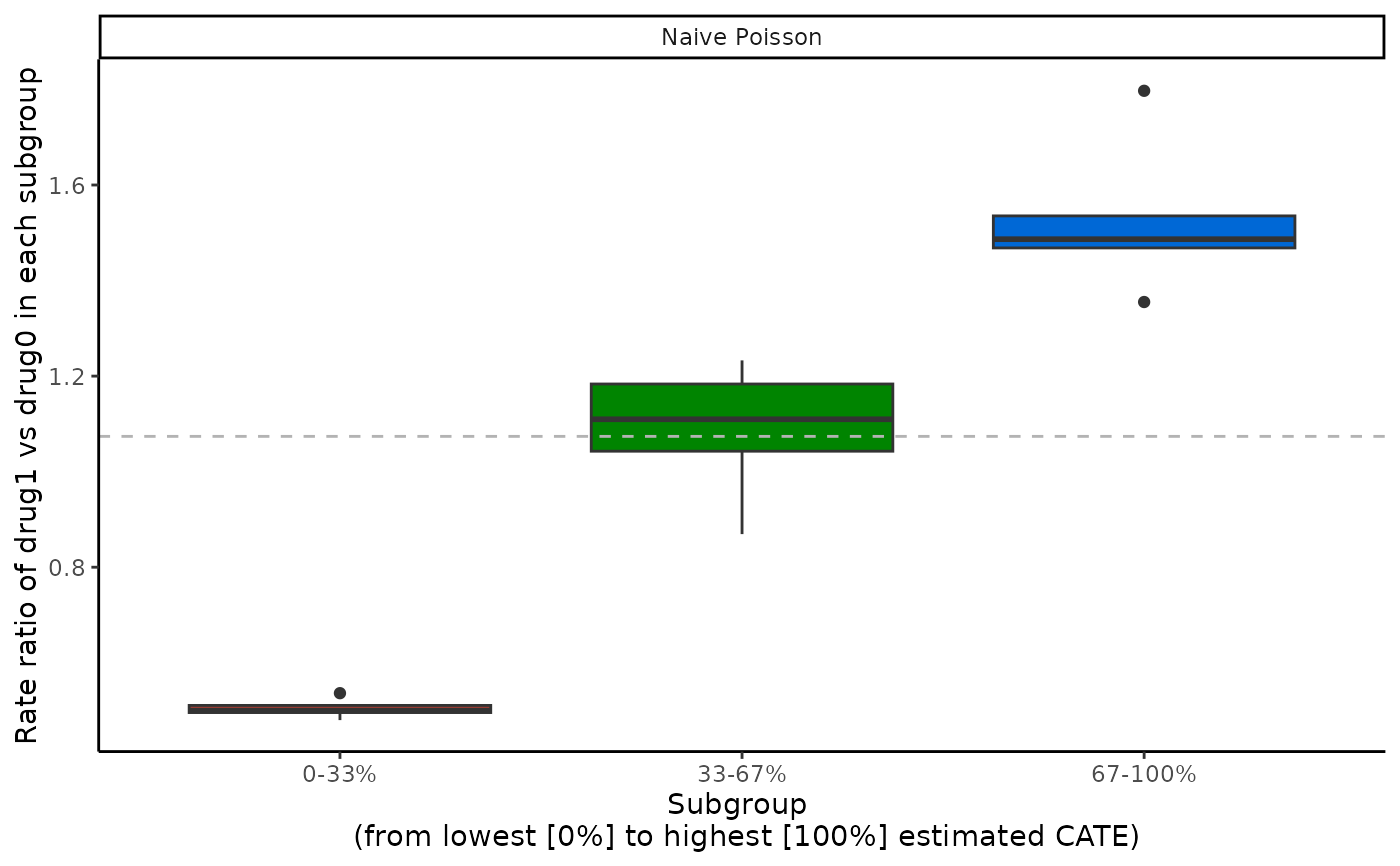 Naive Poisson
Rate ratio of drug1 vs drug0 in each subgroup
1.6
1.2
0.8
0-33%
33-67%
67-100%
Subgroup
(from lowest [0%] to highest [100%] estimated CATE)